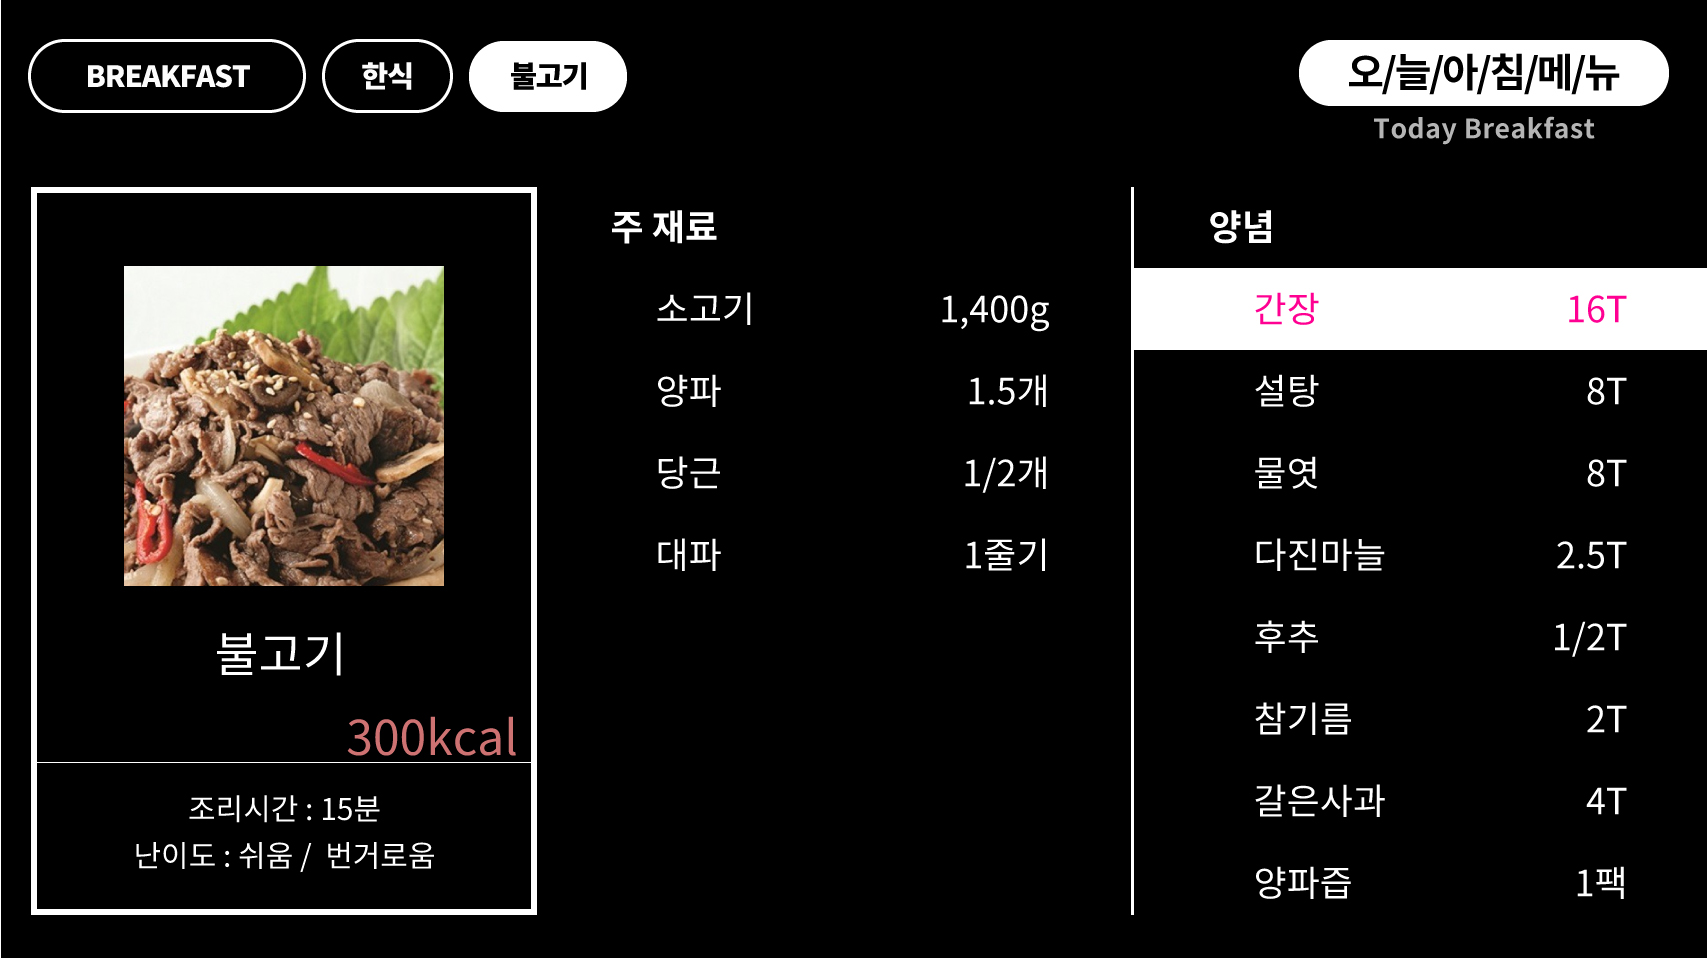 BREAKFAST 한식 불고기
오/늘/아/침/메/뉴
Today Breakfast
불고기
300kcal
조리시간 : 15분
난이도 : 쉬움 / 번거로움
주 재료
소고기 1,400g
양파 1.5개
당근 1/2개
대파 1줄기
양념
간장 16T
설탕 8T
물엿 8T
다진마늘 2.5T
후추 1/2T
참기름 2T
갈은사과 4T
양파즙 1팩